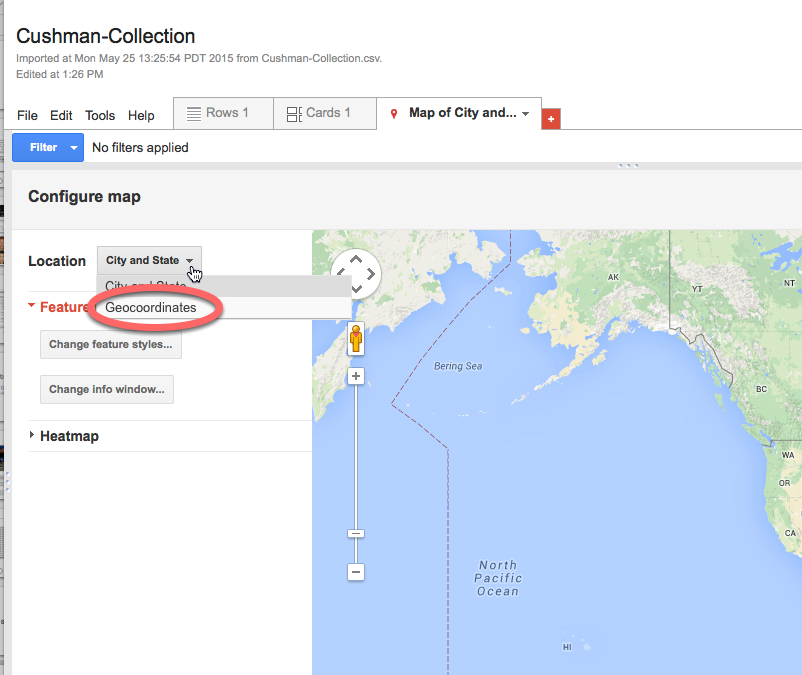 Cushman-Collection
Imported at Mon May 25 13:25:54 PDT 2015 from Cushman-Collection.csv.
Edited at 1:26 PM
File Edit Tools Help
Rows 1
Cards 1
Map of City and...
+
Filter
No filters applied
Configure map
Location
City and State
City and State
Feature
Geocoordinates
Change feature styles...
Change info window...
Heatmap
AK
YT
NT
Bering Sea
BC
WA
OR
CA
North
Pacific
Ocean
HI